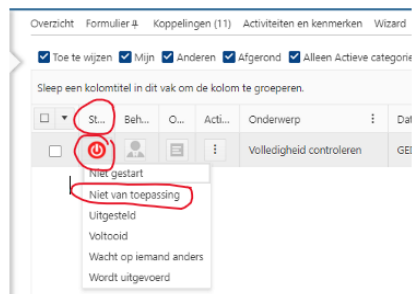 Overzicht Formulier Koppelingen (11) Activiteiten en kenmerken Wizard
Toe te wijzen Mijn Anderen Afgerond Alleen Actieve categorie
Sleep een kolomtitel in dit vak om de kolom te groeperen.
St... Beh... O... Acti... Onderwerp Dat
Volledigheid controleren GE
Niet gestart
Niet van toepassing
Uitgesteld
Voltooid
Wacht op iemand anders
Wordt uitgevoerd